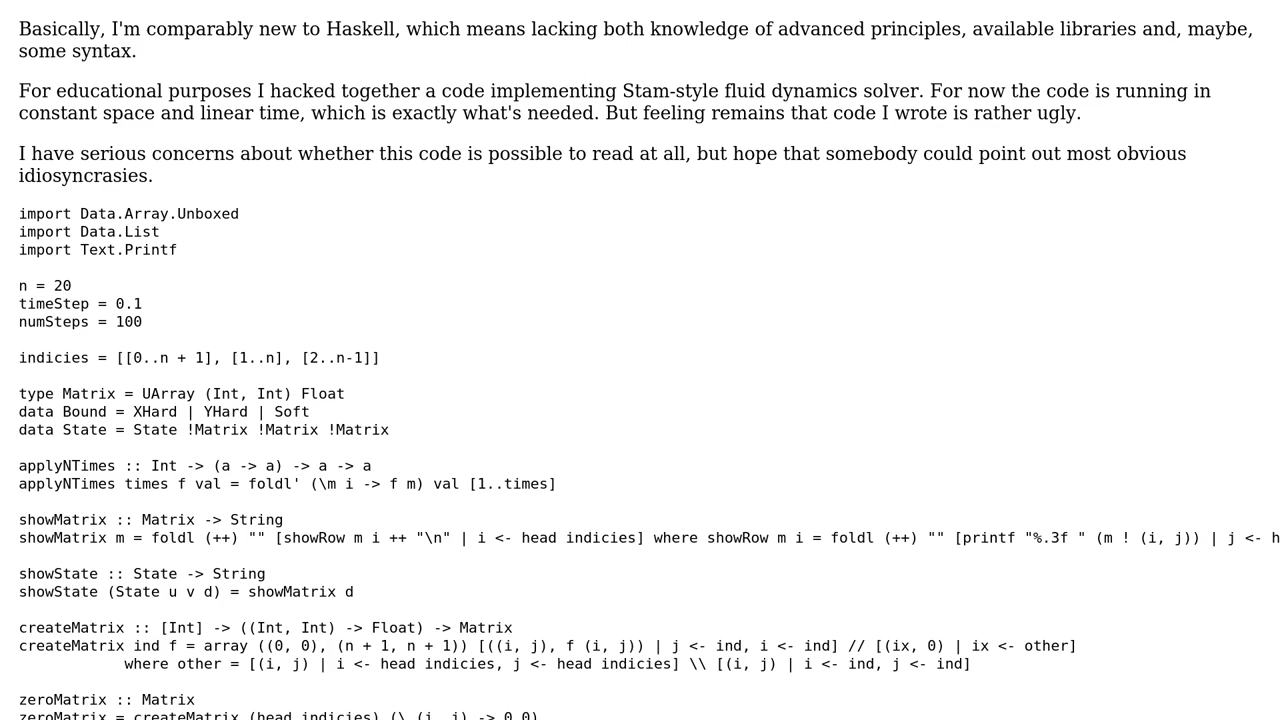 Basically, I'm comparably new to Haskell, which means lacking both knowledge of advanced principles, available libraries and, maybe,
some syntax.
For educational purposes I hacked together a code implementing Stam-style fluid dynamics solver. For now the code is running in
constant space and linear time, which is exactly what's needed. But feeling remains that code I wrote is rather ugly.
I have serious concerns about whether this code is possible to read at all, but hope that somebody could point out most obvious
idiosyncrasies.
import Data.Array.Unboxed
import Data.List
import Text.Printf
n = 20
timeStep = 0.1
numSteps = 100
indicies = [[0..n + 1], [1..n], [2..n-1]]
type Matrix = UArray (Int, Int) Float
data Bound = XHard | YHard | Soft
data State = State !Matrix !Matrix !Matrix
applyNTimes :: Int -> (a -> a) -> a -> a
applyNTimes times f val = foldl' (\m i -> f m) val [1..times]
showMatrix :: Matrix -> String
showMatrix m = foldl (++) "" [showRow m i ++ "\n" | i <- head indicies] where showRow m i = foldl (++) "" [printf "%.3f " (m ! (i, j)) | j <- h
showState :: State -> String
showState (State u v d) = showMatrix d
createMatrix :: [Int] -> ((Int, Int) -> Float) -> Matrix
createMatrix ind f = array ((0, 0), (n + 1, n + 1)) [((i, j), f (i, j)) | j <- ind, i <- ind] // [(ix, 0) | ix <- other]
where other = [(i, j) | i <- head indicies, j <- head indicies] \\ [(i, j) | i <- ind, j <- ind]
zeroMatrix :: Matrix
zeroMatrix = createMatrix (head indicies) (\ (i, j) -> 0.0)